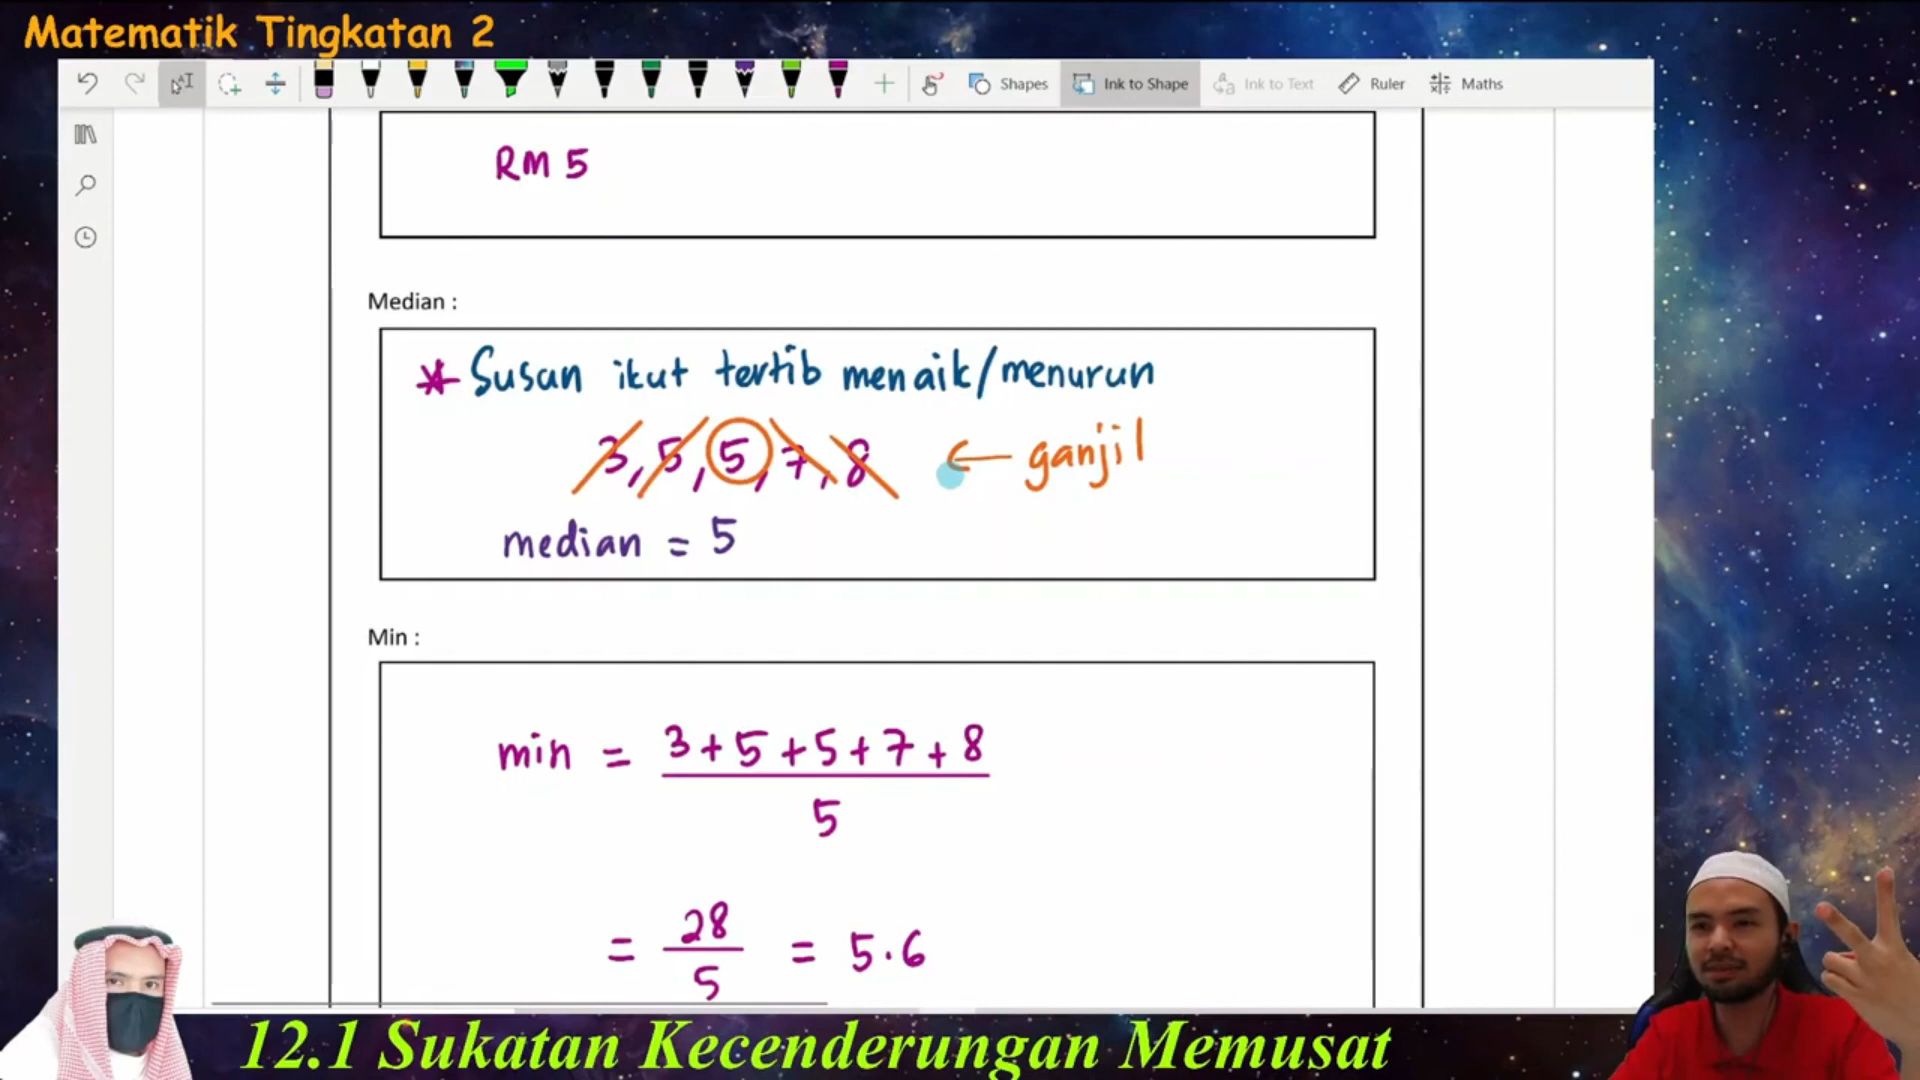 Matematik Tingkatan 2
Shapes
Ink to Shape
Ink to Text
Ruler
Maths
RM 5
Median :
* Susan ikut tertib menaik/menurun
3, 5, 5, 7, 8 ← ganjil
median = 5
Min :
min = 3+5+5+7+8
5
= 28 = 5.6
5
12.1 Sukatan Kecenderungan Memusat